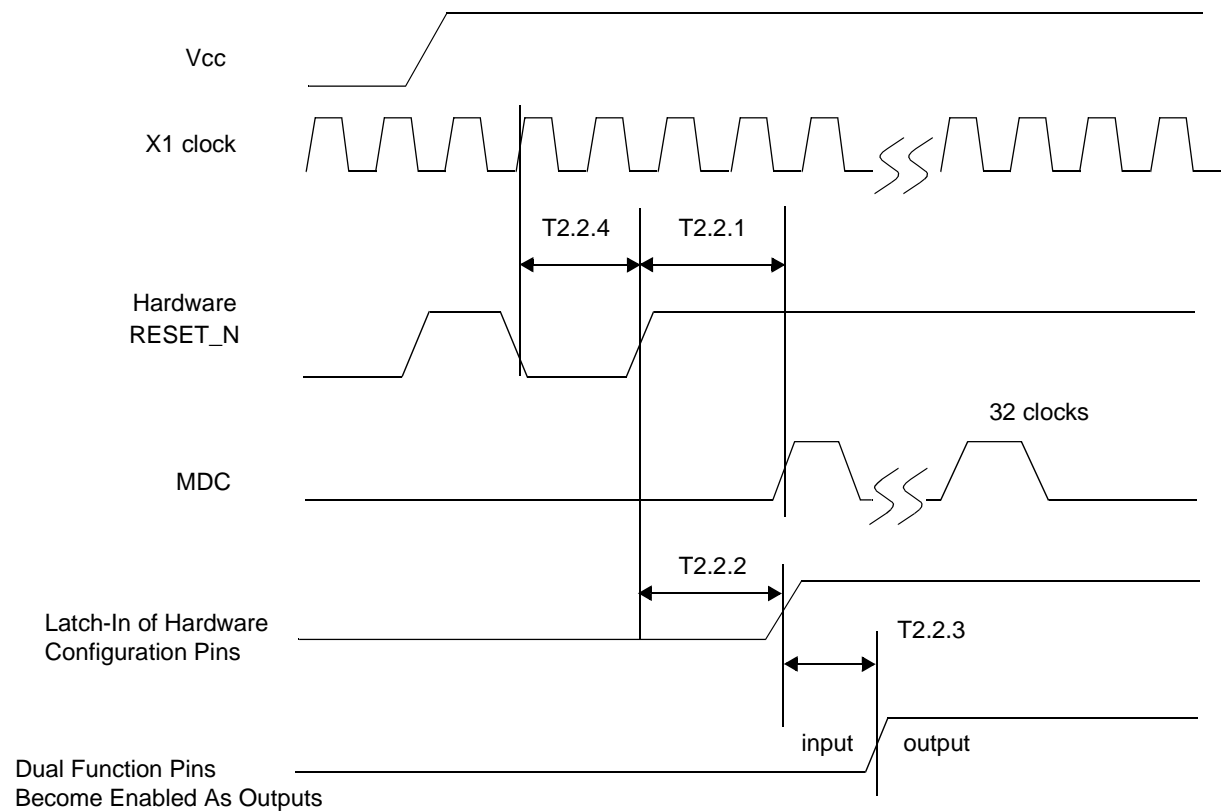 Vcc
X1 clock
T2.2.4
T2.2.1
Hardware
RESET_N
32 clocks
MDC
T2.2.2
Latch-In of Hardware
Configuration Pins
T2.2.3
input
output
Dual Function Pins
Become Enabled As Outputs